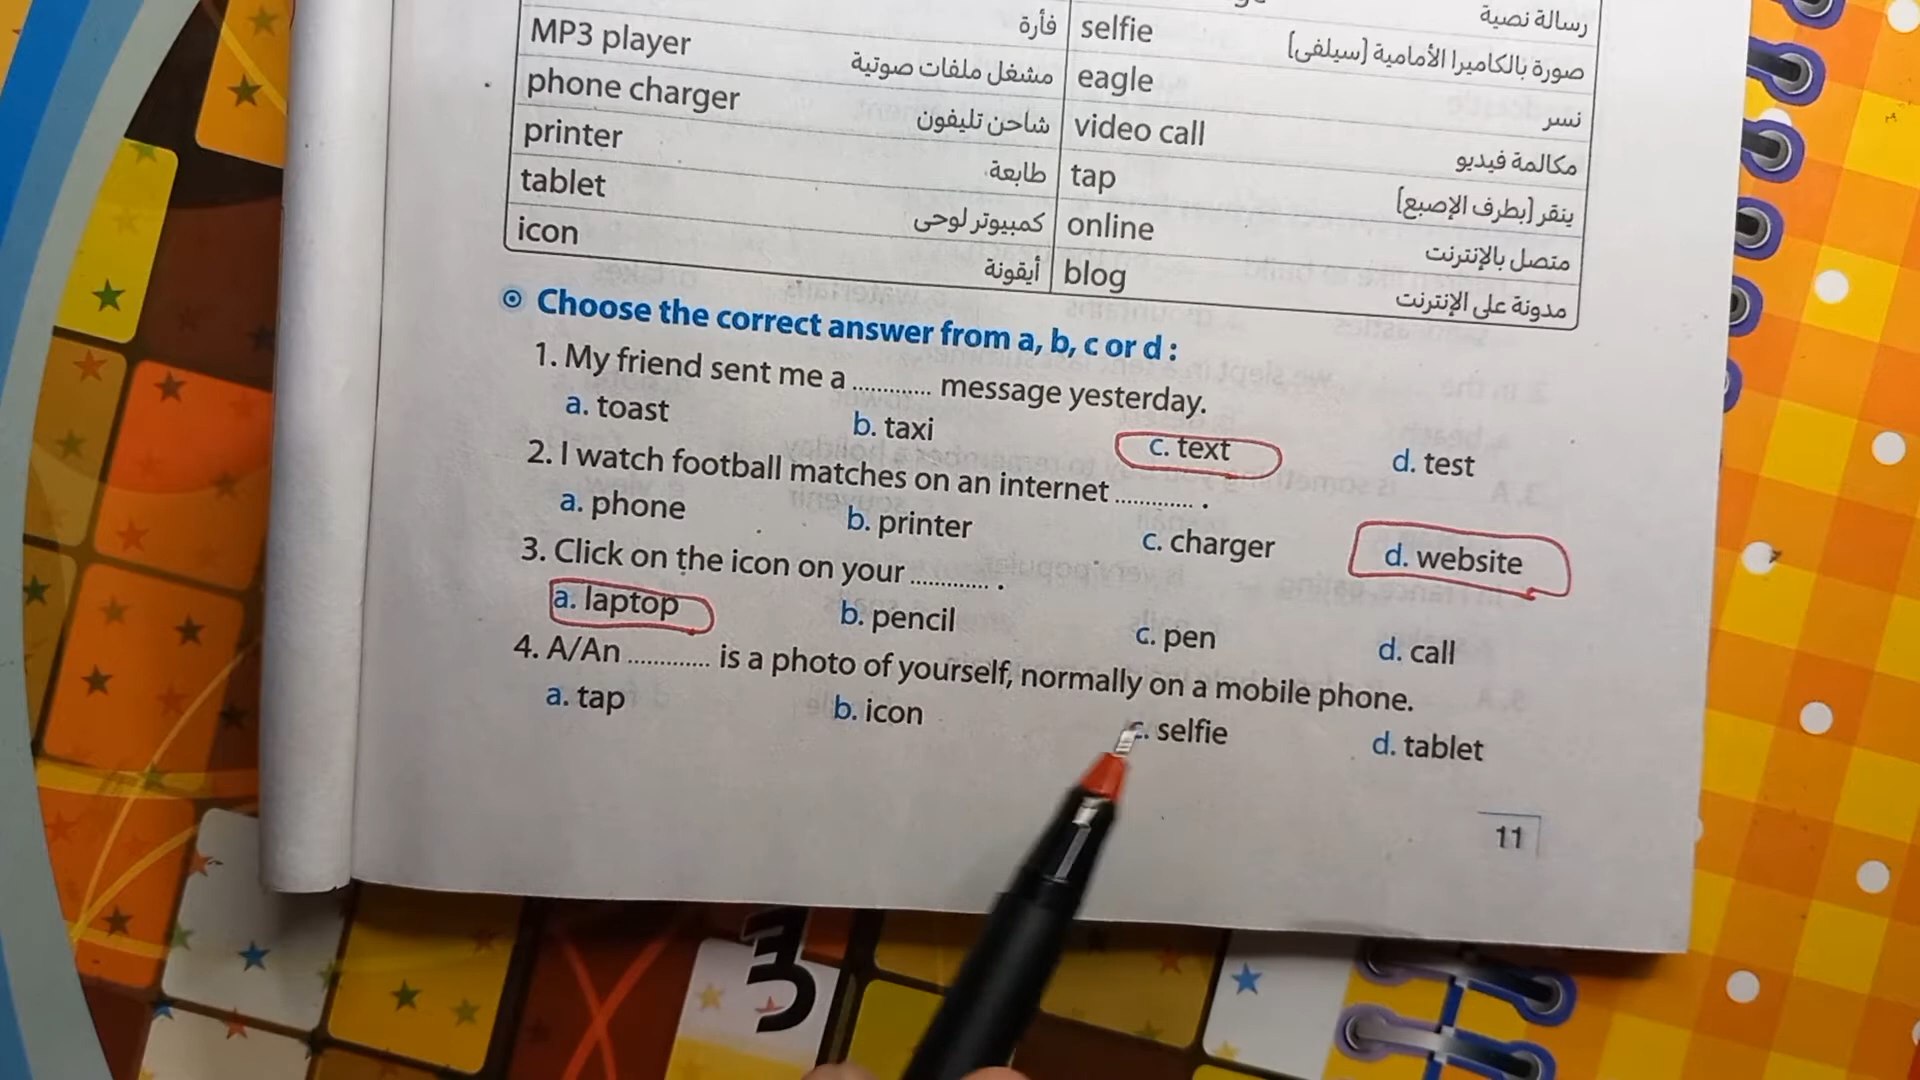 رسالة نصية
MP3 player فأرة selfie صورة بالكاميرا الأمامية [سيلفى]
phone charger مشغل ملفات صوتية eagle نسر
printer شاحن تليفون video call مكالمة فيديو
tablet طابعة tap ينقر [بطرف الإصبع]
icon كمبيوتر لوحى online متصل بالإنترنت
أيقونة blog مدونة على الإنترنت
Choose the correct answer from a, b, c or d :
1. My friend sent me a ............ message yesterday.
a. toast b. taxi c. text d. test
2. I watch football matches on an internet ............ .
a. phone b. printer c. charger d. website
3. Click on the icon on your ............ .
a. laptop b. pencil c. pen d. call
4. A/An ............ is a photo of yourself, normally on a mobile phone.
a. tap b. icon c. selfie d. tablet
11
3